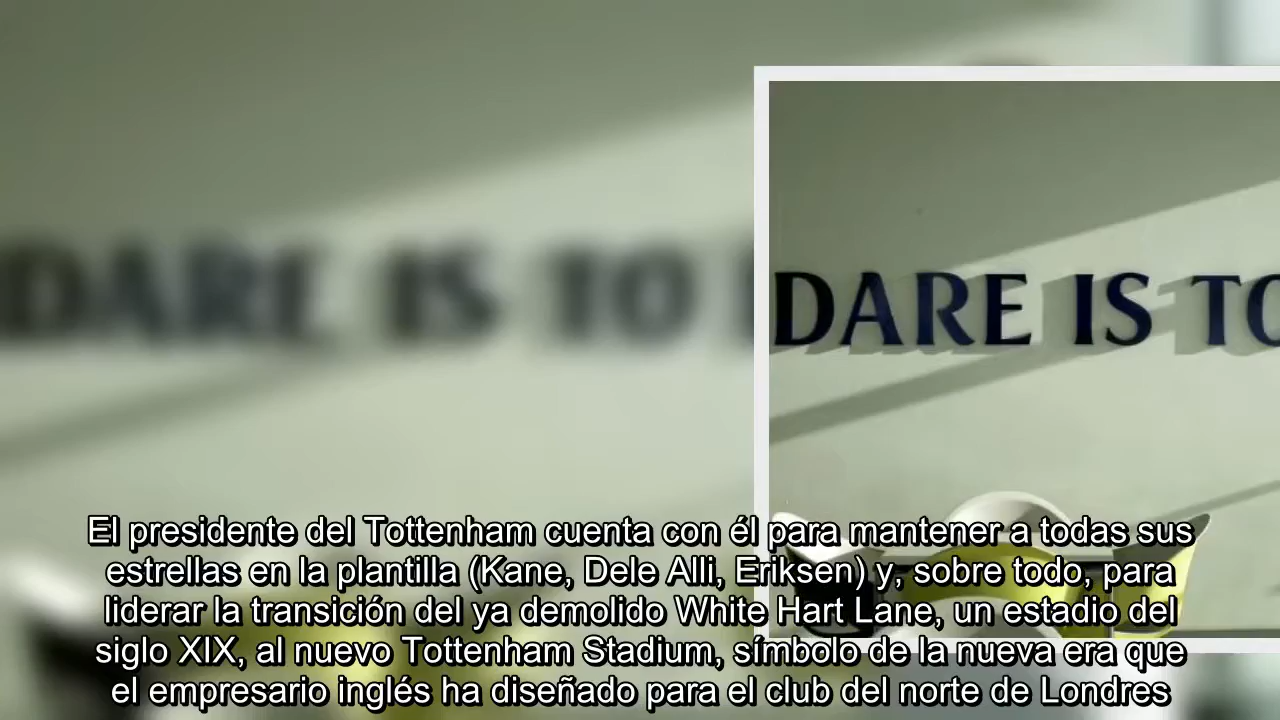 DARE IS TO
DARE IS TO
El presidente del Tottenham cuenta con él para mantener a todas sus
estrellas en la plantilla (Kane, Dele Alli, Eriksen) y, sobre todo, para
liderar la transición del ya demolido White Hart Lane, un estadio del
siglo XIX, al nuevo Tottenham Stadium, símbolo de la nueva era que
el empresario inglés ha diseñado para el club del norte de Londres